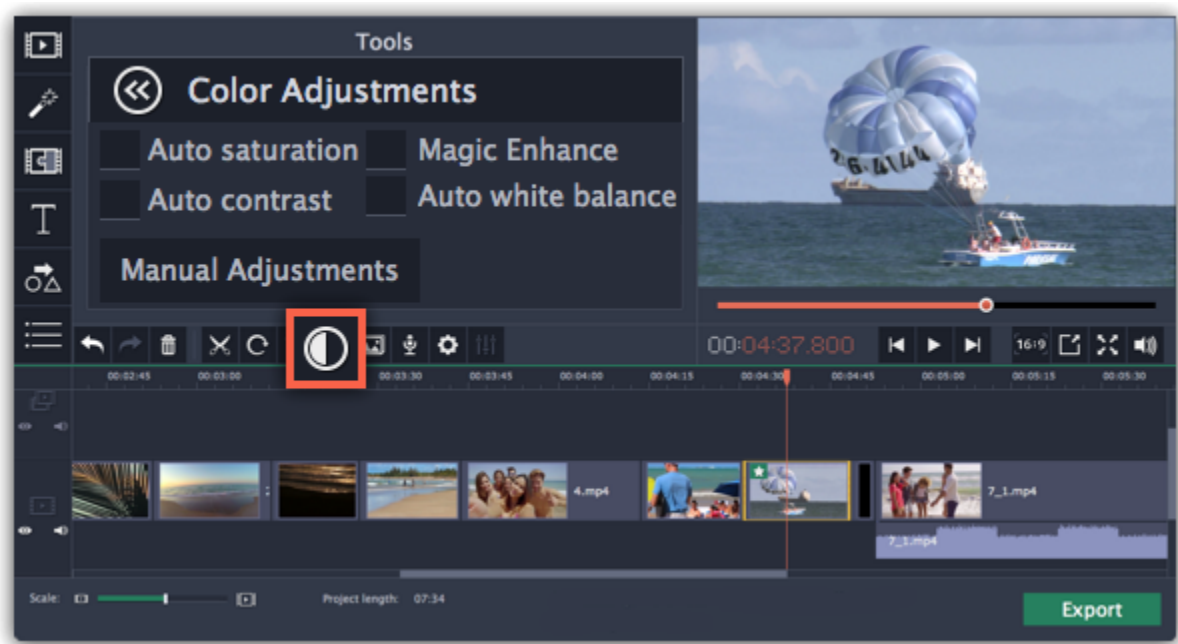 Tools
Color Adjustments
Auto saturation
Magic Enhance
Auto contrast
Auto white balance
Manual Adjustments
26.4144
00:04:37.800
16:9
00:02:45
00:03:00
00:03:30
00:03:45
00:04:00
00:04:15
00:04:30
00:04:45
00:05:00
00:05:15
00:05:30
4.mp4
7_1.mp4
7_1.mp4
Scale:
Project length: 07:34
Export